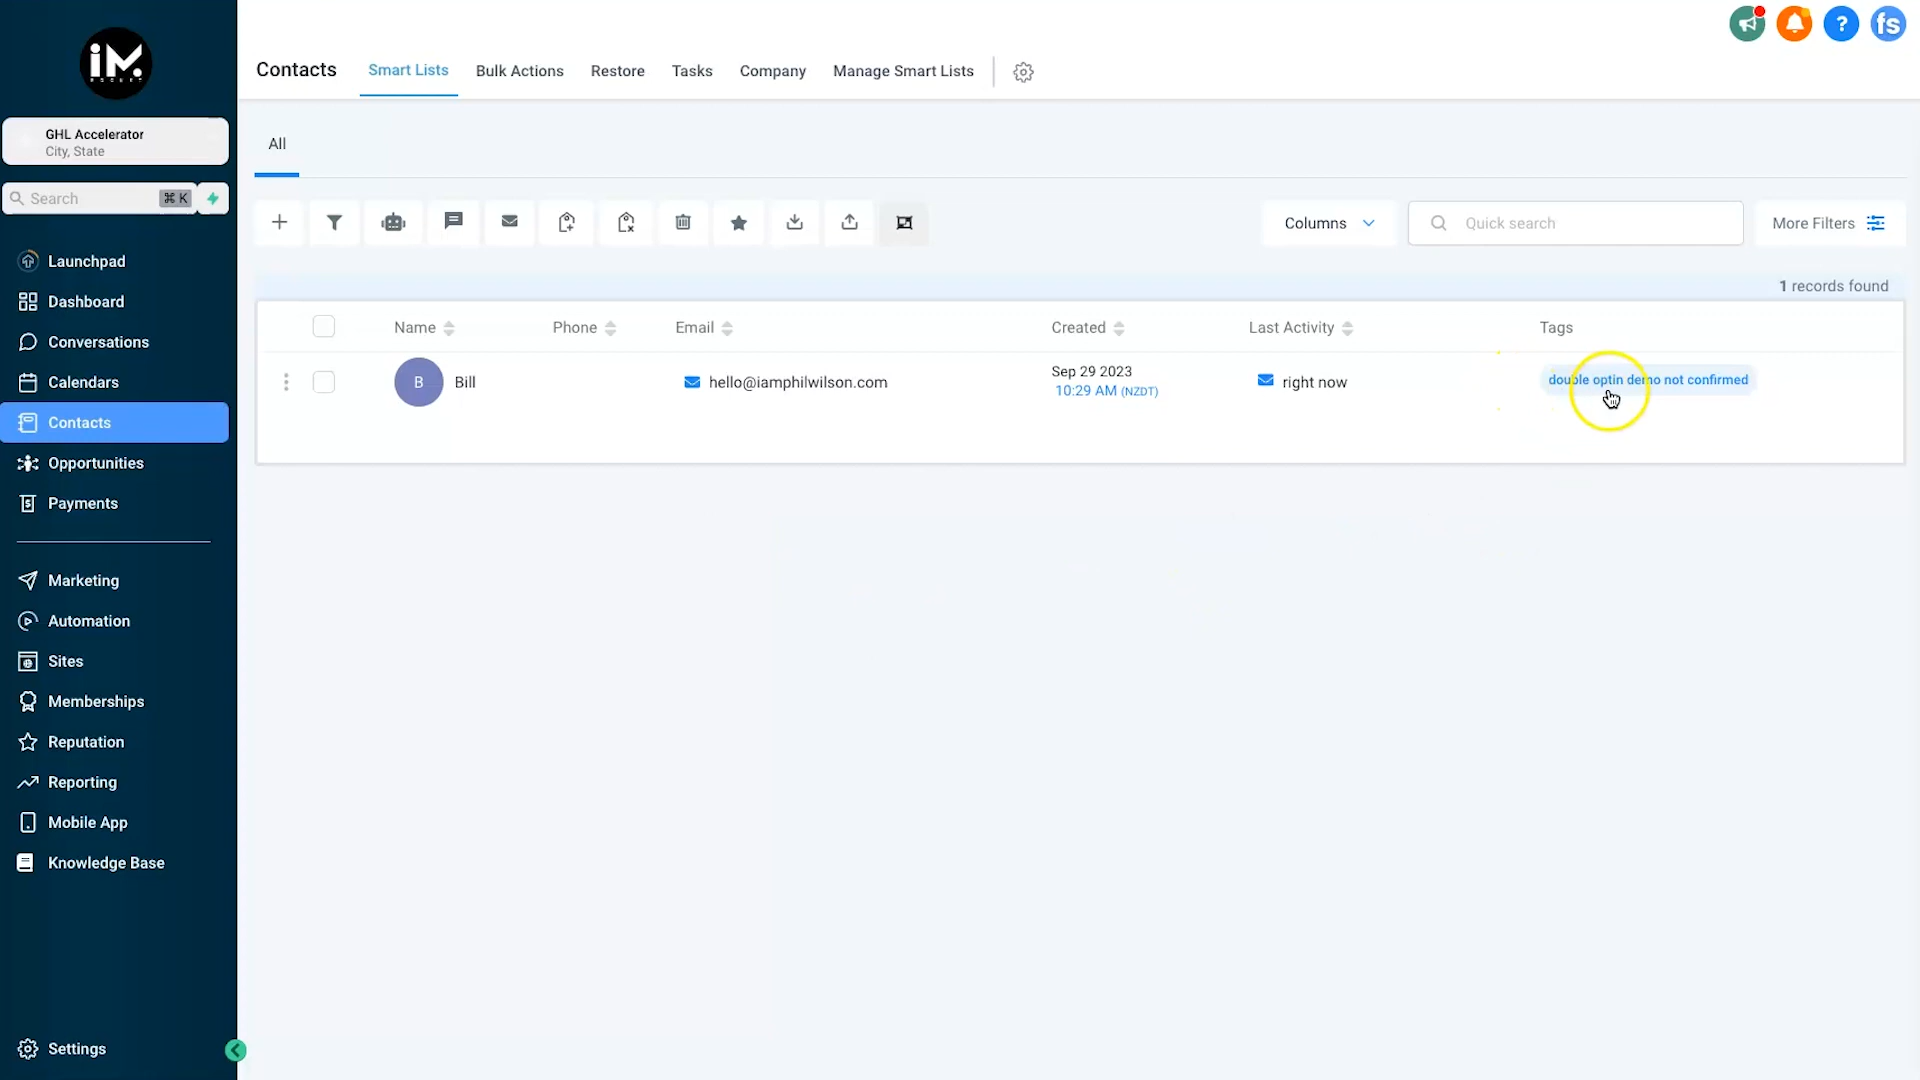 iM.
GHL Accelerator
City, State
Search
⌘ K
Launchpad
Dashboard
Conversations
Calendars
Contacts
Opportunities
Payments
Marketing
Automation
Sites
Memberships
Reputation
Reporting
Mobile App
Knowledge Base
Settings
Contacts
Smart Lists
Bulk Actions
Restore
Tasks
Company
Manage Smart Lists
?
fs
All
Columns
Quick search
More Filters
1 records found
Name
Phone
Email
Created
Last Activity
Tags
B
Bill
hello@iamphilwilson.com
Sep 29 2023
10:29 AM (NZDT)
right now
double optin demo not confirmed